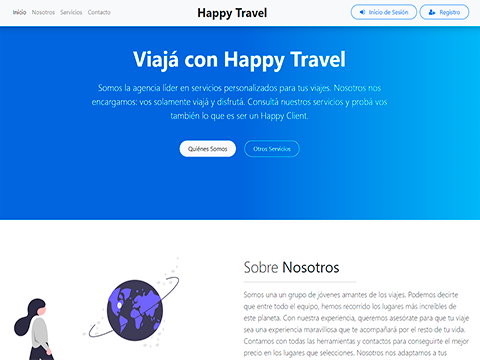 Inicio Nosotros Servicios Contacto Happy Travel Inicio de Sesión Registro
Viajá con Happy Travel
Somos la agencia líder en servicios personalizados para tus viajes. Nosotros nos
encargamos: vos solamente viajá y disfrutá. Consultá nuestros servicios y probá vos
también lo que es ser un Happy Client.
Quiénes Somos Otros Servicios
Sobre Nosotros
Somos una un grupo de jóvenes amantes de los viajes. Podemos decirte
que entre todo el equipo, hemos recorrido los lugares más increíbles de
este planeta. Con nuestra experiencia, queremos asesorate para que tu viaje
sea una experiencia maravillosa que te acompañará por el resto de tu vida.
Contamos con todas las herramientas y contactos para conseguirte el mejor
precio en los lugares que selecciones. Nosotros nos adaptamos a tus